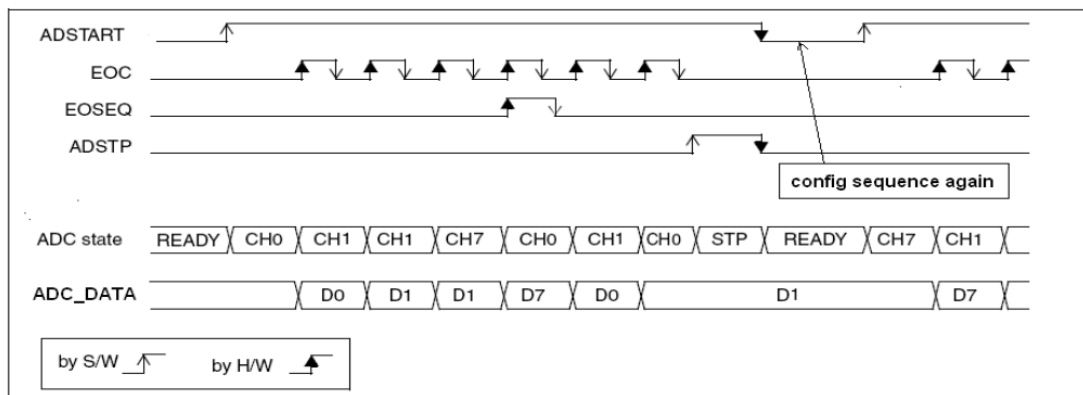 ADSTART
EOC
EOSEQ
ADSTP
config sequence again
ADC state READY CH0 CH1 CH1 CH7 CH0 CH1 CH0 STP READY CH7 CH1
ADC_DATA D0 D1 D1 D7 D0 D1 D7
by S/W by H/W